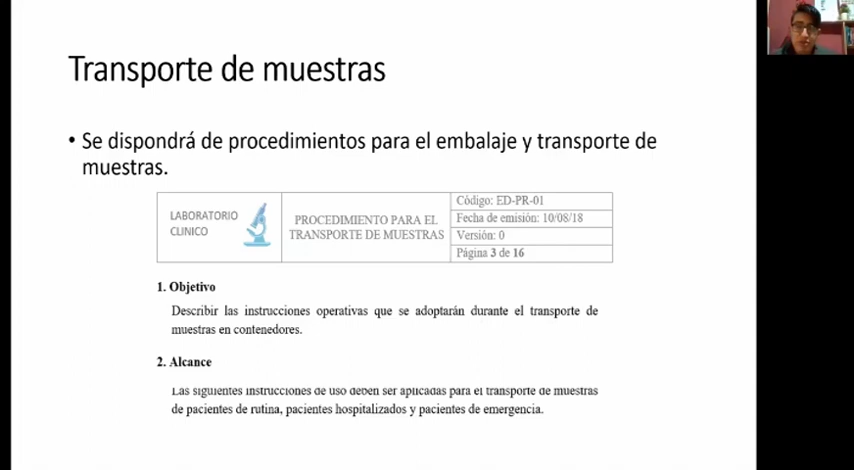 Transporte de muestras
• Se dispondrá de procedimientos para el embalaje y transporte de
muestras.
LABORATORIO
CLINICO
PROCEDIMIENTO PARA EL
TRANSPORTE DE MUESTRAS
Código: ED-PR-01
Fecha de emisión: 10/08/18
Versión: 0
Página 3 de 16
1. Objetivo
Describir las instrucciones operativas que se adoptarán durante el transporte de
muestras en contenedores.
2. Alcance
Las siguientes instrucciones de uso deben ser aplicadas para el transporte de muestras
de pacientes de rutina, pacientes hospitalizados y pacientes de emergencia.